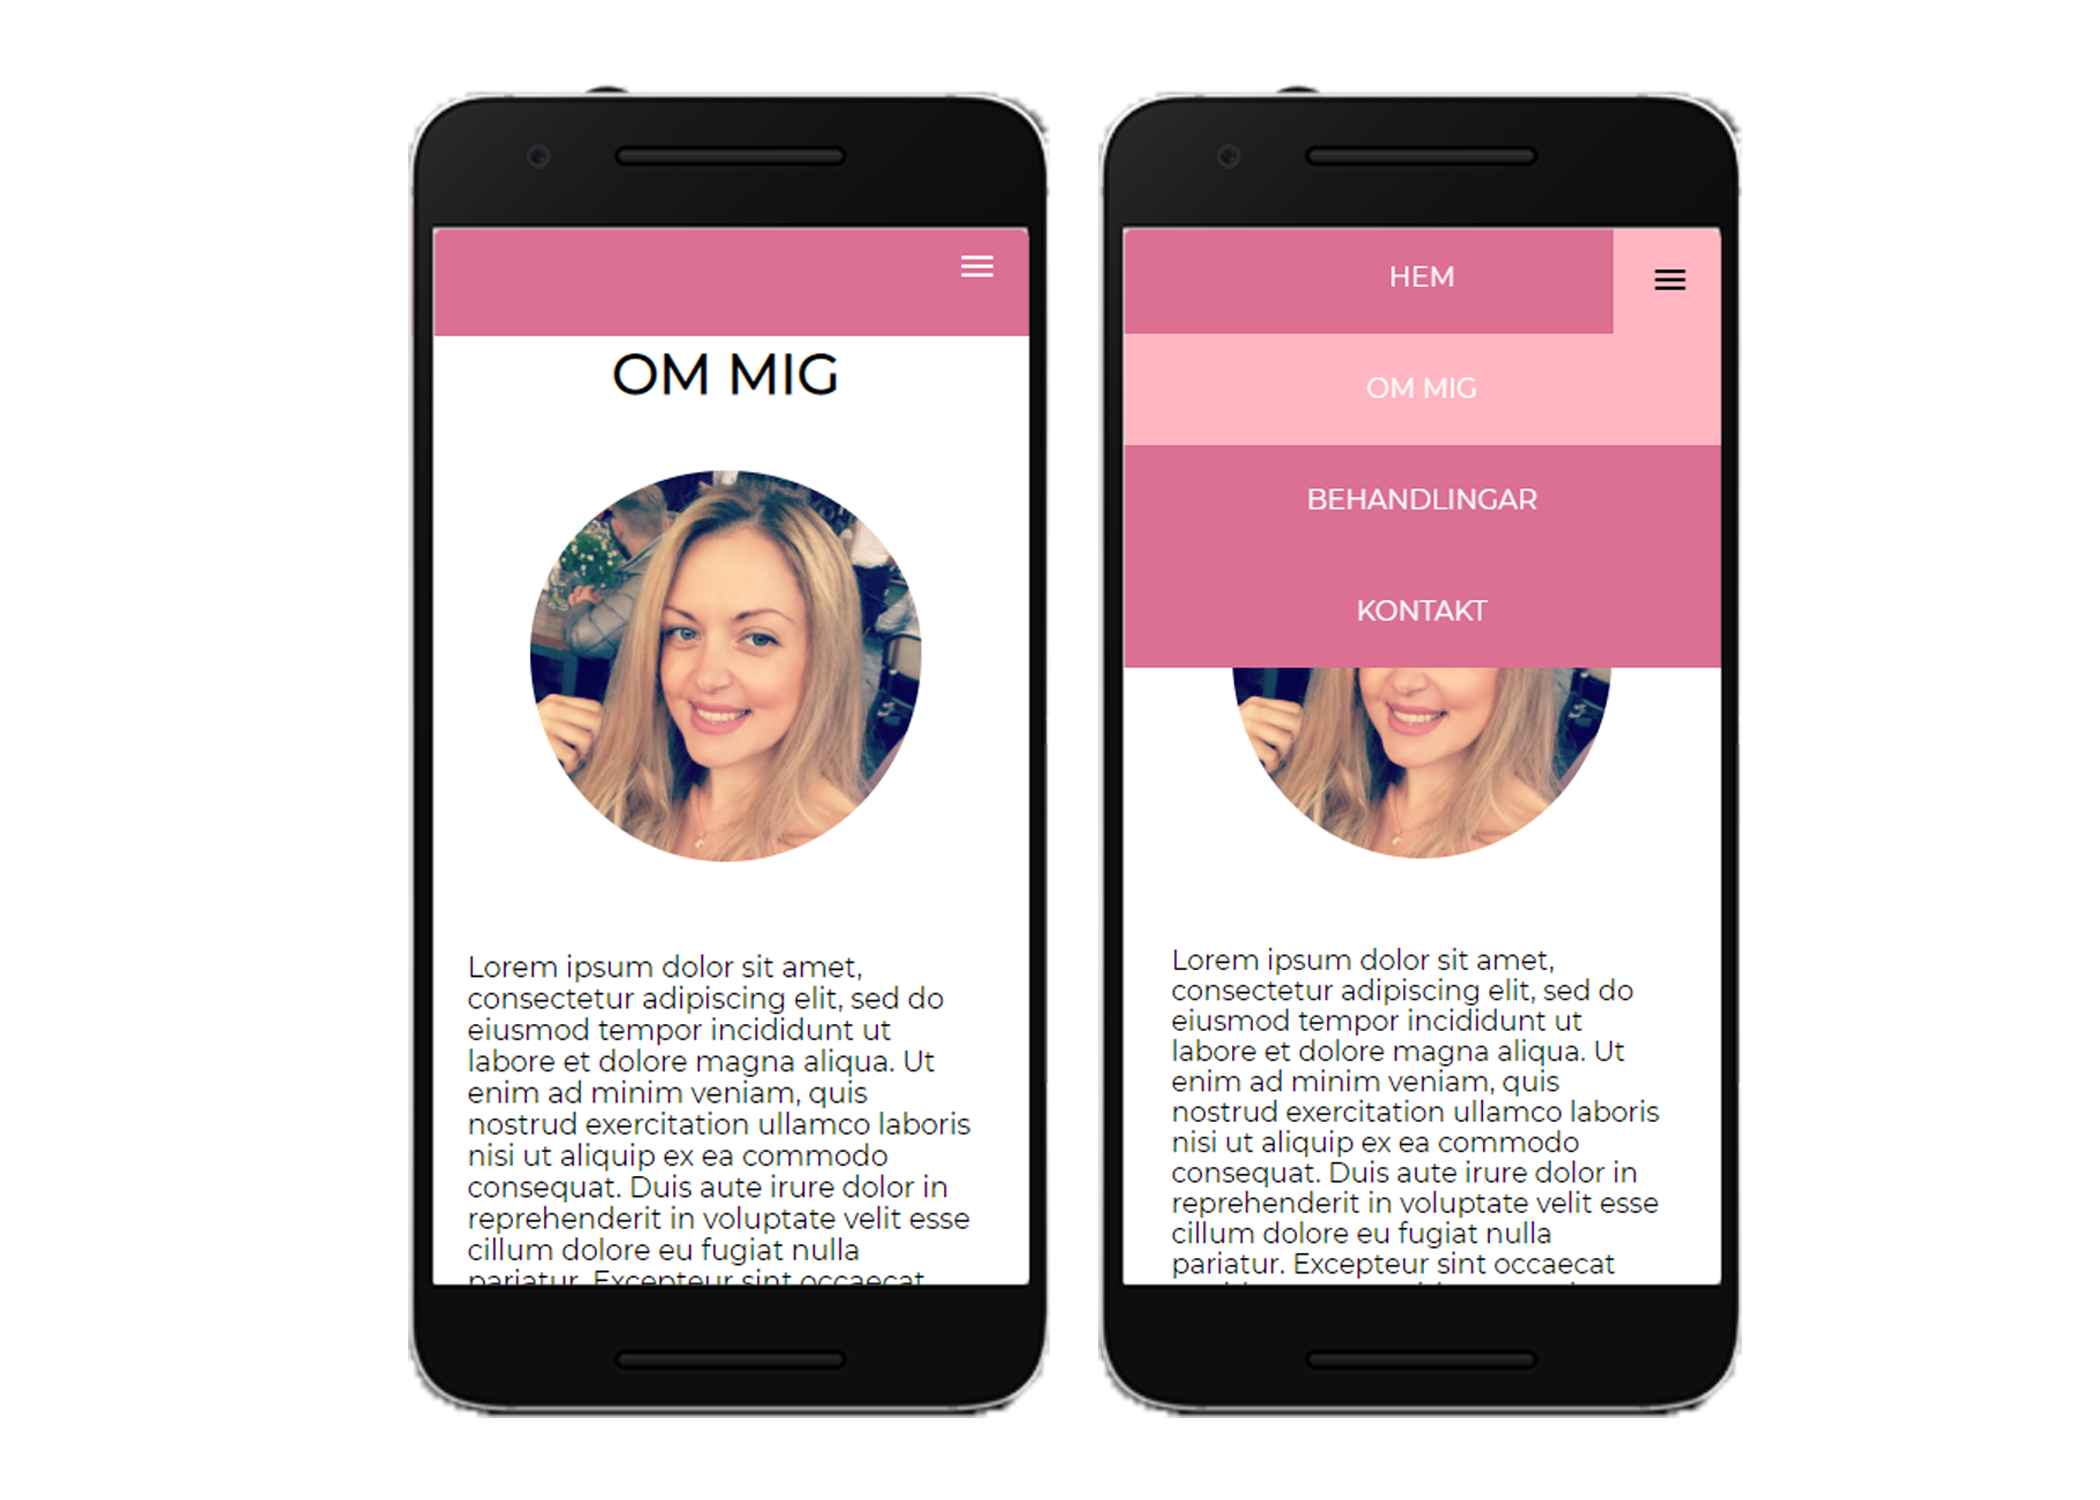 OM MIG
Lorem ipsum dolor sit amet,
consectetur adipiscing elit, sed do
eiusmod tempor incididunt ut
labore et dolore magna aliqua. Ut
enim ad minim veniam, quis
nostrud exercitation ullamco laboris
nisi ut aliquip ex ea commodo
consequat. Duis aute irure dolor in
reprehenderit in voluptate velit esse
cillum dolore eu fugiat nulla
pariatur. Excepteur sint occaecat
HEM
OM MIG
BEHANDLINGAR
KONTAKT
Lorem ipsum dolor sit amet,
consectetur adipiscing elit, sed do
eiusmod tempor incididunt ut
labore et dolore magna aliqua. Ut
enim ad minim veniam, quis
nostrud exercitation ullamco laboris
nisi ut aliquip ex ea commodo
consequat. Duis aute irure dolor in
reprehenderit in voluptate velit esse
cillum dolore eu fugiat nulla
pariatur. Excepteur sint occaecat